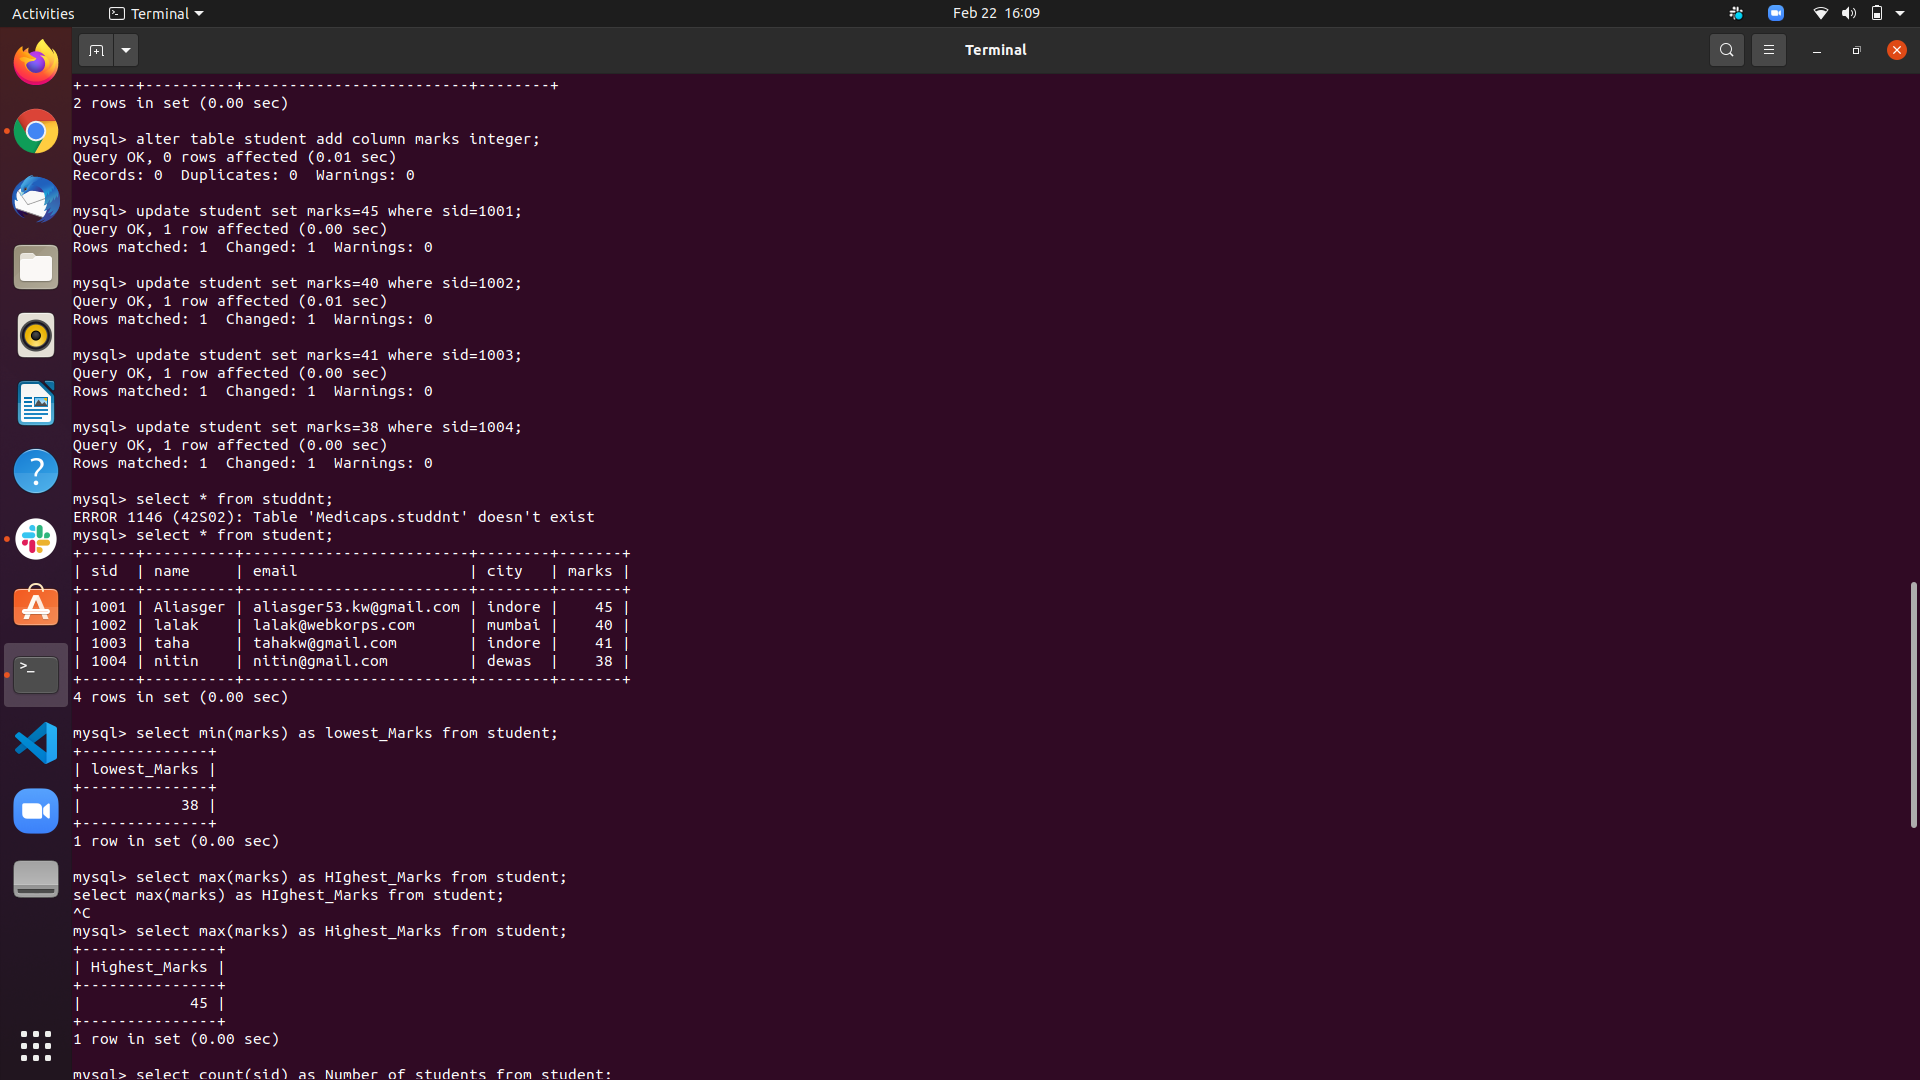 Activities
Terminal
Feb 22 16:09
Terminal
+------+----------+-------------------------+--------+
2 rows in set (0.00 sec)
mysql> alter table student add column marks integer;
Query OK, 0 rows affected (0.01 sec)
Records: 0  Duplicates: 0  Warnings: 0
mysql> update student set marks=45 where sid=1001;
Query OK, 1 row affected (0.00 sec)
Rows matched: 1  Changed: 1  Warnings: 0
mysql> update student set marks=40 where sid=1002;
Query OK, 1 row affected (0.01 sec)
Rows matched: 1  Changed: 1  Warnings: 0
mysql> update student set marks=41 where sid=1003;
Query OK, 1 row affected (0.00 sec)
Rows matched: 1  Changed: 1  Warnings: 0
mysql> update student set marks=38 where sid=1004;
Query OK, 1 row affected (0.00 sec)
Rows matched: 1  Changed: 1  Warnings: 0
mysql> select * from studdnt;
ERROR 1146 (42S02): Table 'Medicaps.studdnt' doesn't exist
mysql> select * from student;
+------+----------+-------------------------+--------+-------+
| sid  | name     | email                   | city   | marks |
+------+----------+-------------------------+--------+-------+
| 1001 | Aliasger | aliasger53.kw@gmail.com | indore |    45 |
| 1002 | lalak    | lalak@webkorps.com      | mumbai |    40 |
| 1003 | taha     | tahakw@gmail.com        | indore |    41 |
| 1004 | nitin    | nitin@gmail.com         | dewas  |    38 |
+------+----------+-------------------------+--------+-------+
4 rows in set (0.00 sec)
mysql> select min(marks) as lowest_Marks from student;
+--------------+
| lowest_Marks |
+--------------+
|           38 |
+--------------+
1 row in set (0.00 sec)
mysql> select max(marks) as HIghest_Marks from student;
select max(marks) as HIghest_Marks from student;
^C
mysql> select max(marks) as Highest_Marks from student;
+---------------+
| Highest_Marks |
+---------------+
|            45 |
+---------------+
1 row in set (0.00 sec)
mysql> select count(sid) as Number_of_students from student;